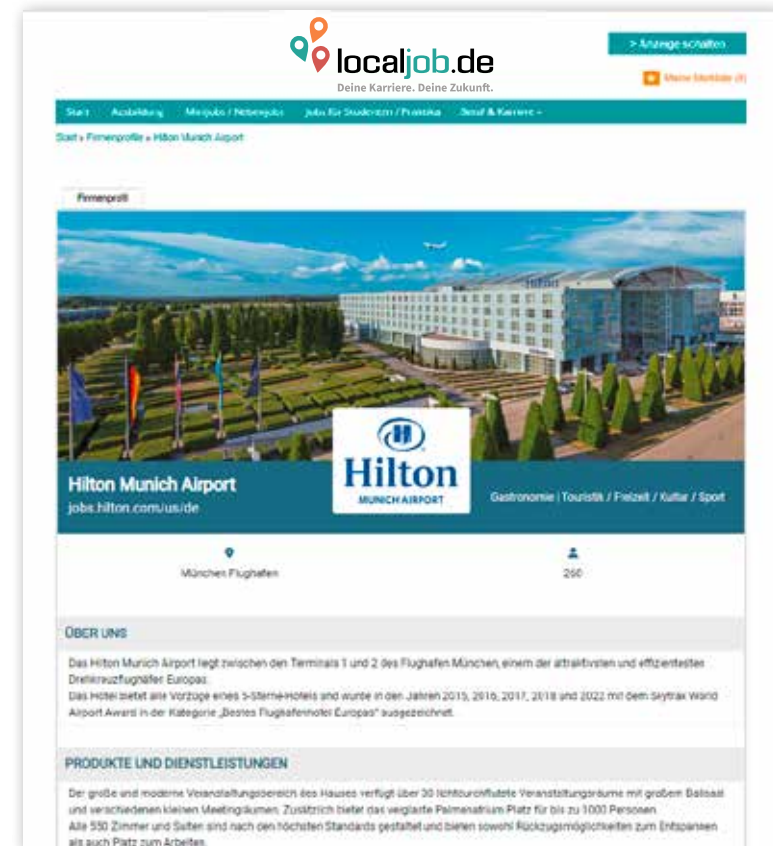 localjob.de
Deine Karriere. Deine Zukunft.
> Anzeige schalten
Meine Merkliste (0)
Start Ausbildung Minijobs / Nebenjobs Jobs für Studenten / Praktika Beruf & Karriere
Start » Firmenprofile » Hilton Munich Airport
Firmenprofil
Hilton
Hilton
MUNICH AIRPORT
Hilton Munich Airport
jobs.hilton.com/us/de
Gastronomie | Touristik / Freizeit / Kultur / Sport
München Flughafen
260
ÜBER UNS
Das Hilton Munich Airport liegt zwischen den Terminals 1 und 2 des Flughafen München, einem der attraktivsten und effizientesten
Drehkreuzflughäfen Europas.
Das Hotel bietet alle Vorzüge eines 5-Sterne-Hotels und wurde in den Jahren 2015, 2016, 2017, 2018 und 2022 mit dem Skytrax World
Airport Award in der Kategorie „Bestes Flughafenhotel Europas" ausgezeichnet.
PRODUKTE UND DIENSTLEISTUNGEN
Der große und moderne Veranstaltungsbereich des Hauses verfügt über 30 lichtdurchflutete Veranstaltungsräume mit großem Ballsaal
und verschiedenen kleinen Meetingräumen. Zusätzlich bietet das verglaste Palmenatrium Platz für bis zu 1000 Personen.
Alle 550 Zimmer und Suiten sind nach den höchsten Standards gestaltet und bieten sowohl Rückzugsmöglichkeiten zum Entspannen
als auch Platz zum Arbeiten.